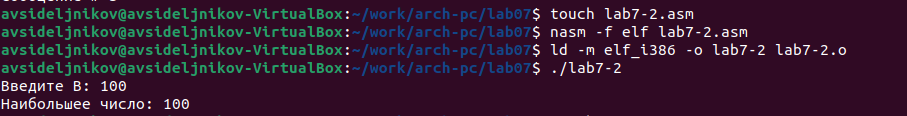 avsideljnikov@avsideljnikov-VirtualBox:~/work/arch-pc/lab07$ touch lab7-2.asm
avsideljnikov@avsideljnikov-VirtualBox:~/work/arch-pc/lab07$ nasm -f elf lab7-2.asm
avsideljnikov@avsideljnikov-VirtualBox:~/work/arch-pc/lab07$ ld -m elf_i386 -o lab7-2 lab7-2.o
avsideljnikov@avsideljnikov-VirtualBox:~/work/arch-pc/lab07$ ./lab7-2
Введите B: 100
Наибольшее число: 100